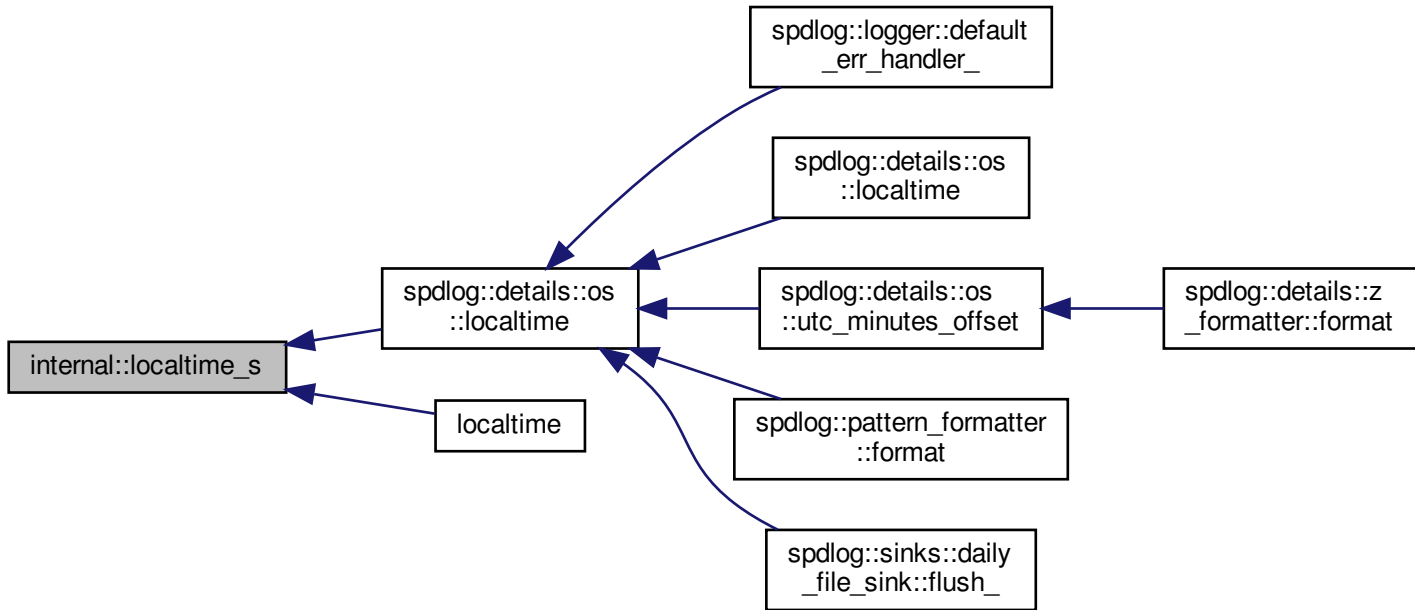 spdlog::logger::default
_err_handler_
spdlog::details::os
::localtime
spdlog::details::os
::localtime
spdlog::details::os
::utc_minutes_offset
spdlog::details::z
_formatter::format
internal::localtime_s
localtime
spdlog::pattern_formatter
::format
spdlog::sinks::daily
_file_sink::flush_